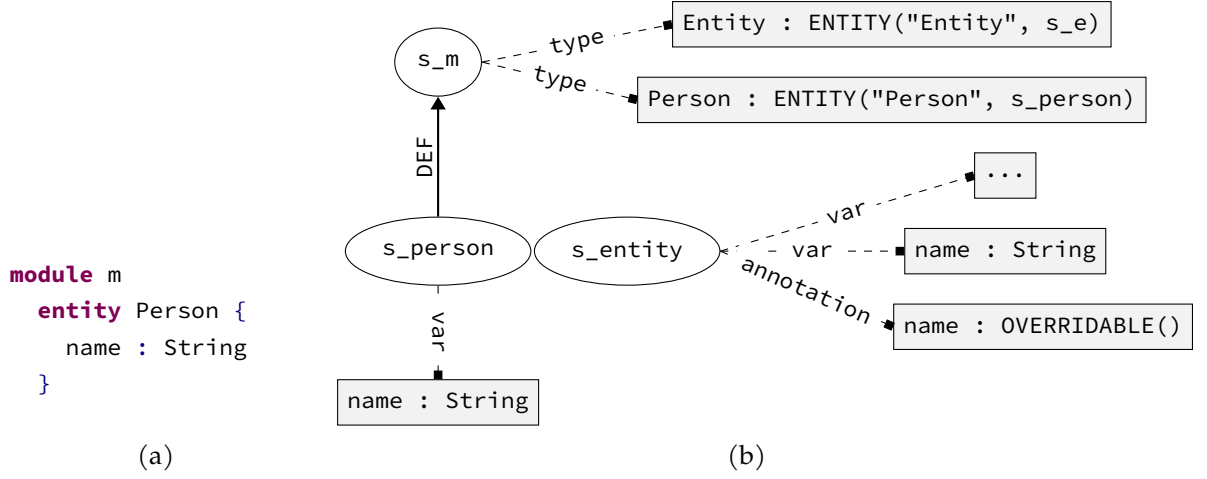 module m
entity Person {
name : String
}
(a)
s_m
type
Entity : ENTITY("Entity", s_e)
type
Person : ENTITY("Person", s_person)
DEF
s_person
s_entity
var
...
var
name : String
annotation
name : OVERRIDABLE()
var
name : String
(b)